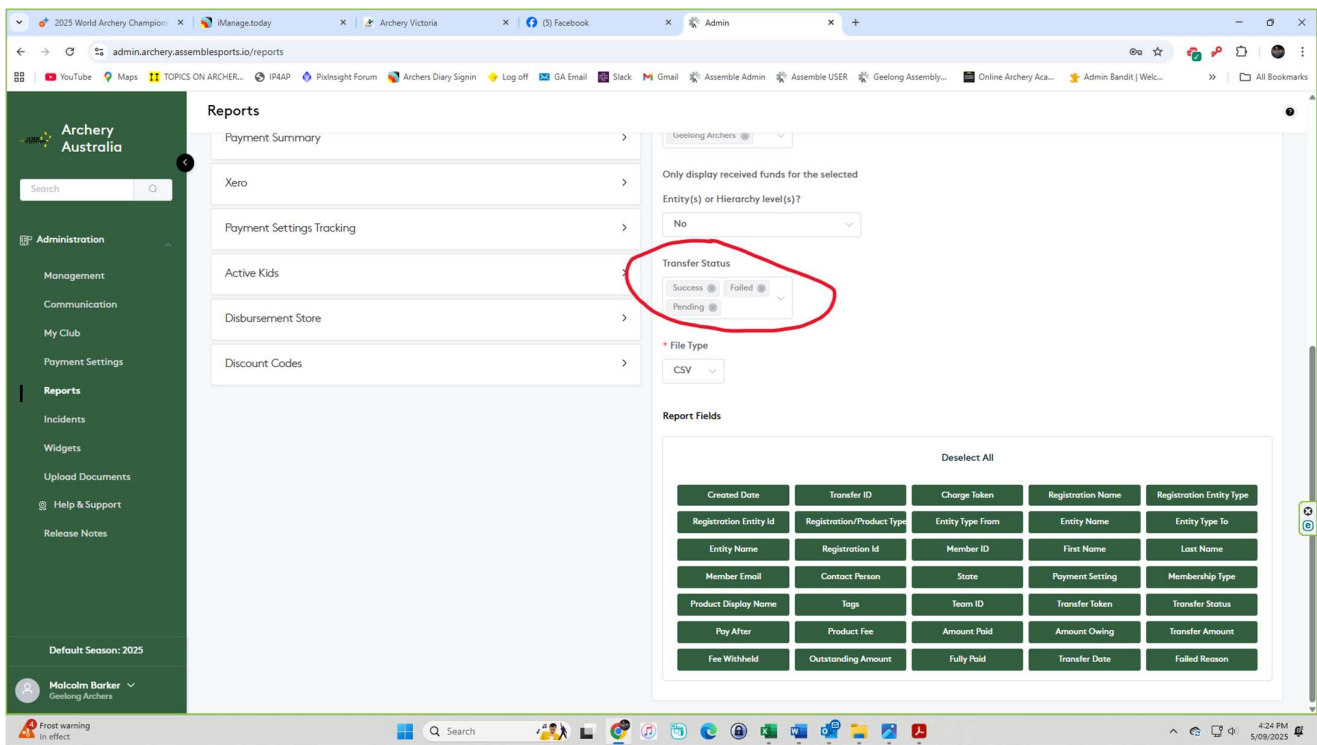 2025 World Archery Champion:
iManage.today
Archery Victoria
(5) Facebook
Admin
admin.archery.assemblesports.io/reports
YouTube
Maps
TOPICS ON ARCHER...
IP4AP
PixInsight Forum
Archers Diary Signin
Log off
GA Email
Slack
Gmail
Assemble Admin
Assemble USER
Geelong Assembly...
Online Archery Aca...
Admin Bandit | Welc...
All Bookmarks
Archery
Australia
Search
Administration
Management
Communication
My Club
Payment Settings
Reports
Incidents
Widgets
Upload Documents
Help & Support
Release Notes
Default Season: 2025
Malcolm Barker
Geelong Archers
Reports
Payment Summary
Xero
Payment Settings Tracking
Active Kids
Disbursement Store
Discount Codes
Geelong Archers
Only display received funds for the selected
Entity(s) or Hierarchy level(s)?
No
Transfer Status
Success Failed
Pending
* File Type
CSV
Report Fields
Deselect All
Created Date Transfer ID Charge Token Registration Name Registration Entity Type
Registration Entity Id Registration/Product Type Entity Type From Entity Name Entity Type To
Entity Name Registration Id Member ID First Name Last Name
Member Email Contact Person State Payment Setting Membership Type
Product Display Name Tags Team ID Transfer Token Transfer Status
Pay After Product Fee Amount Paid Amount Owing Transfer Amount
Fee Withheld Outstanding Amount Fully Paid Transfer Date Failed Reason
4
Frost warning
In effect
Search
4:24 PM
5/09/2025